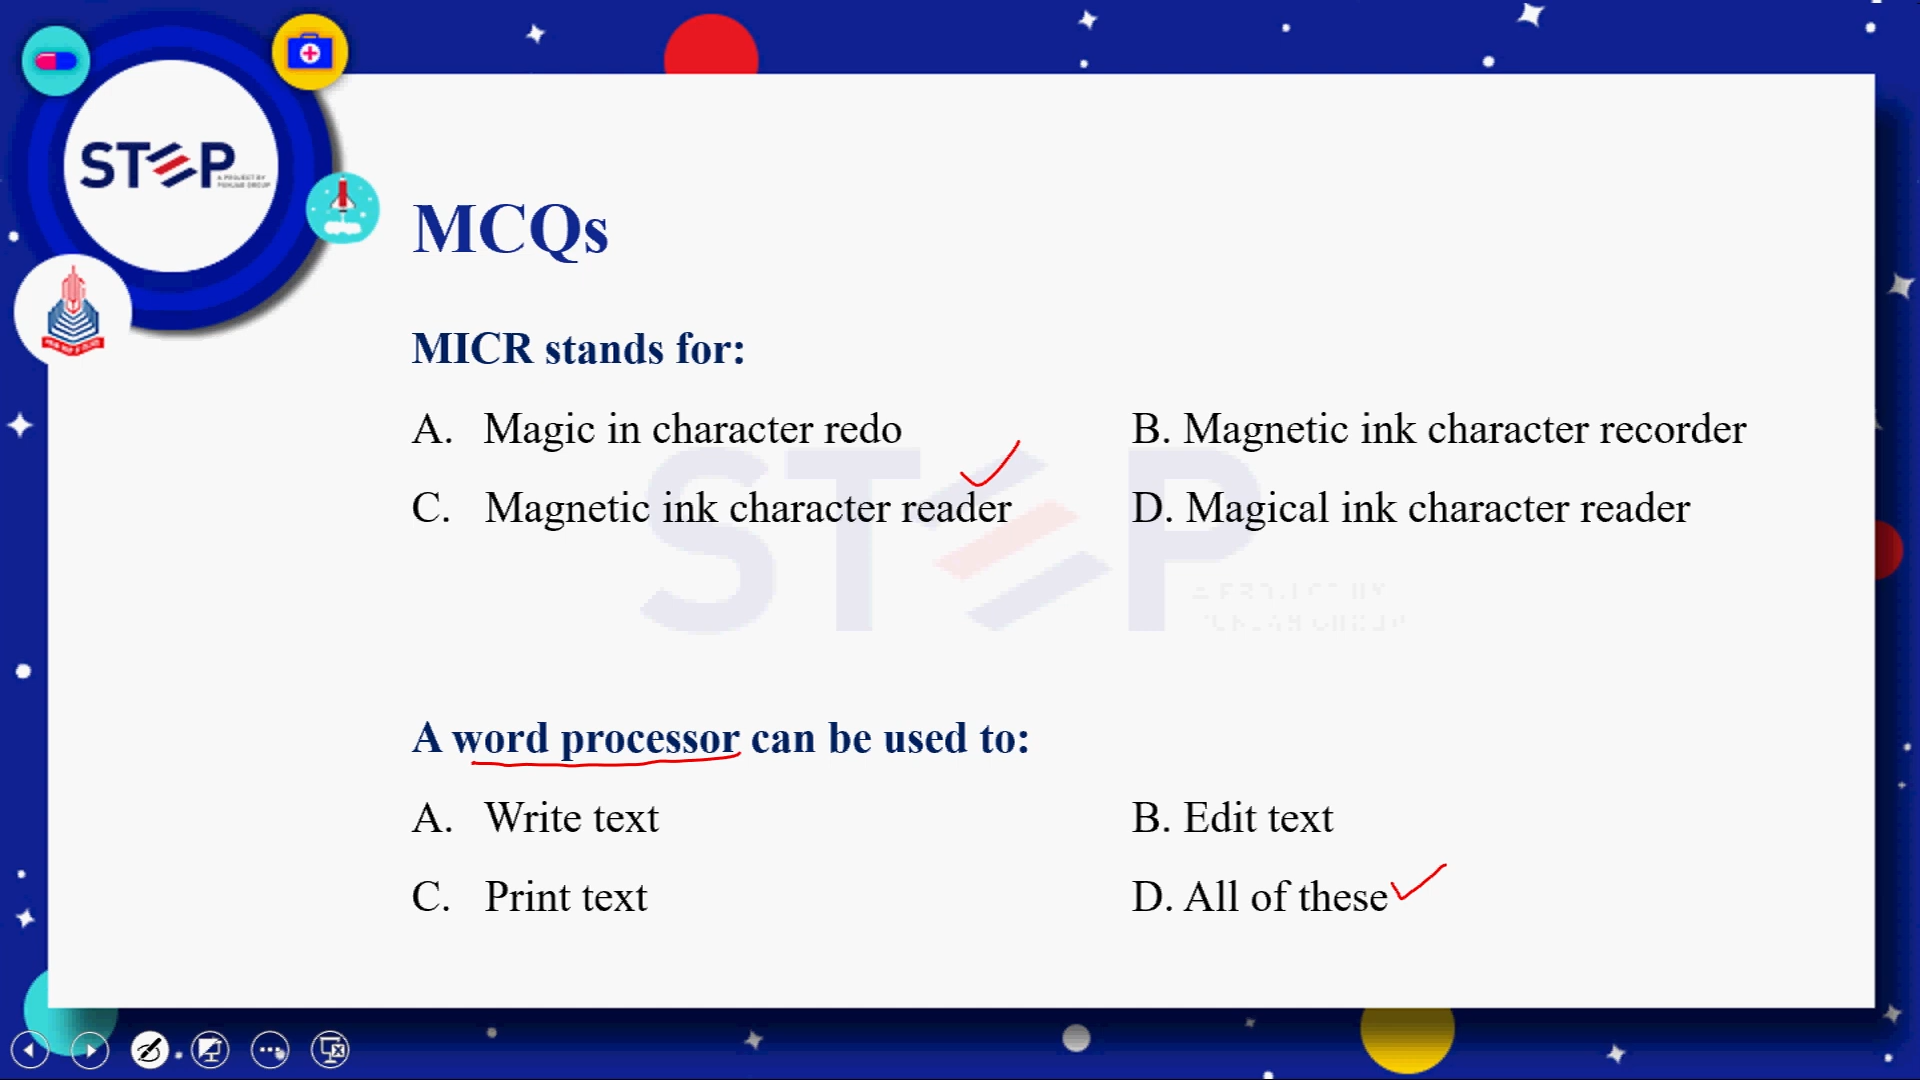 STEP
MCQs
MICR stands for:
A. Magic in character redo
B. Magnetic ink character recorder
C. Magnetic ink character reader
D. Magical ink character reader
A word processor can be used to:
A. Write text
B. Edit text
C. Print text
D. All of these